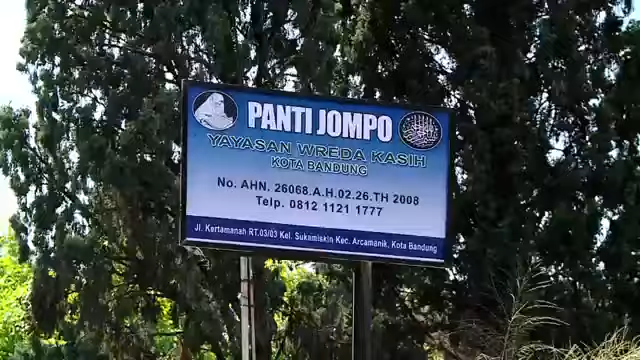 PANTI JOMPO
YAYASAN WREDA KASIH
KOTA BANDUNG
No. AHN. 26068.A.H.02.26.TH 2008
Telp. 0812 1121 1777
Jl. Kertamanah RT.03/03 Kel. Sukamiskin Kec. Arcamanik, Kota Bandung